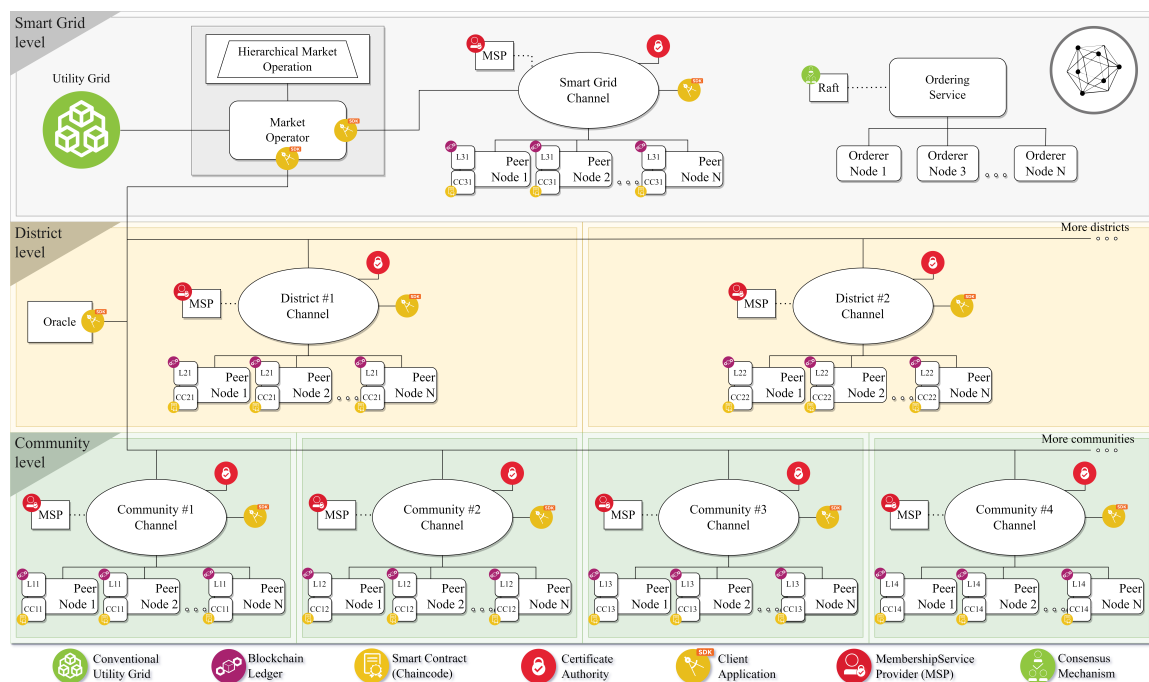 Smart Grid
level
Utility Grid
Hierarchical Market
Operation
Market
Operator
SDK
SDK
MSP
Smart Grid
Channel
SDK
L31
CC31
Peer
Node 1
L31
CC31
Peer
Node 2
L31
CC31
Peer
Node N
Raft
Ordering
Service
Orderer
Node 1
Orderer
Node 3
Orderer
Node N
District
level
More districts
Oracle
SDK
MSP
District #1
Channel
SDK
L21
CC21
Peer
Node 1
L21
CC21
Peer
Node 2
L21
CC21
Peer
Node N
MSP
District #2
Channel
SDK
L22
CC22
Peer
Node 1
L22
CC22
Peer
Node 2
L22
CC22
Peer
Node N
Community
level
More communities
MSP
Community #1
Channel
SDK
L11
CC11
Peer
Node 1
L11
CC11
Peer
Node 2
L11
CC11
Peer
Node N
MSP
Community #2
Channel
SDK
L12
CC12
Peer
Node 1
L12
CC12
Peer
Node 2
L12
CC12
Peer
Node N
MSP
Community #3
Channel
SDK
L13
CC13
Peer
Node 1
L13
CC13
Peer
Node 2
L13
CC13
Peer
Node N
MSP
Community #4
Channel
SDK
L14
CC14
Peer
Node 1
L14
CC14
Peer
Node 2
L14
CC14
Peer
Node N
Conventional
Utility Grid
Blockchain
Ledger
Smart Contract
(Chaincode)
Certificate
Authority
SDK
Client
Application
MembershipService
Provider (MSP)
Consensus
Mechanism